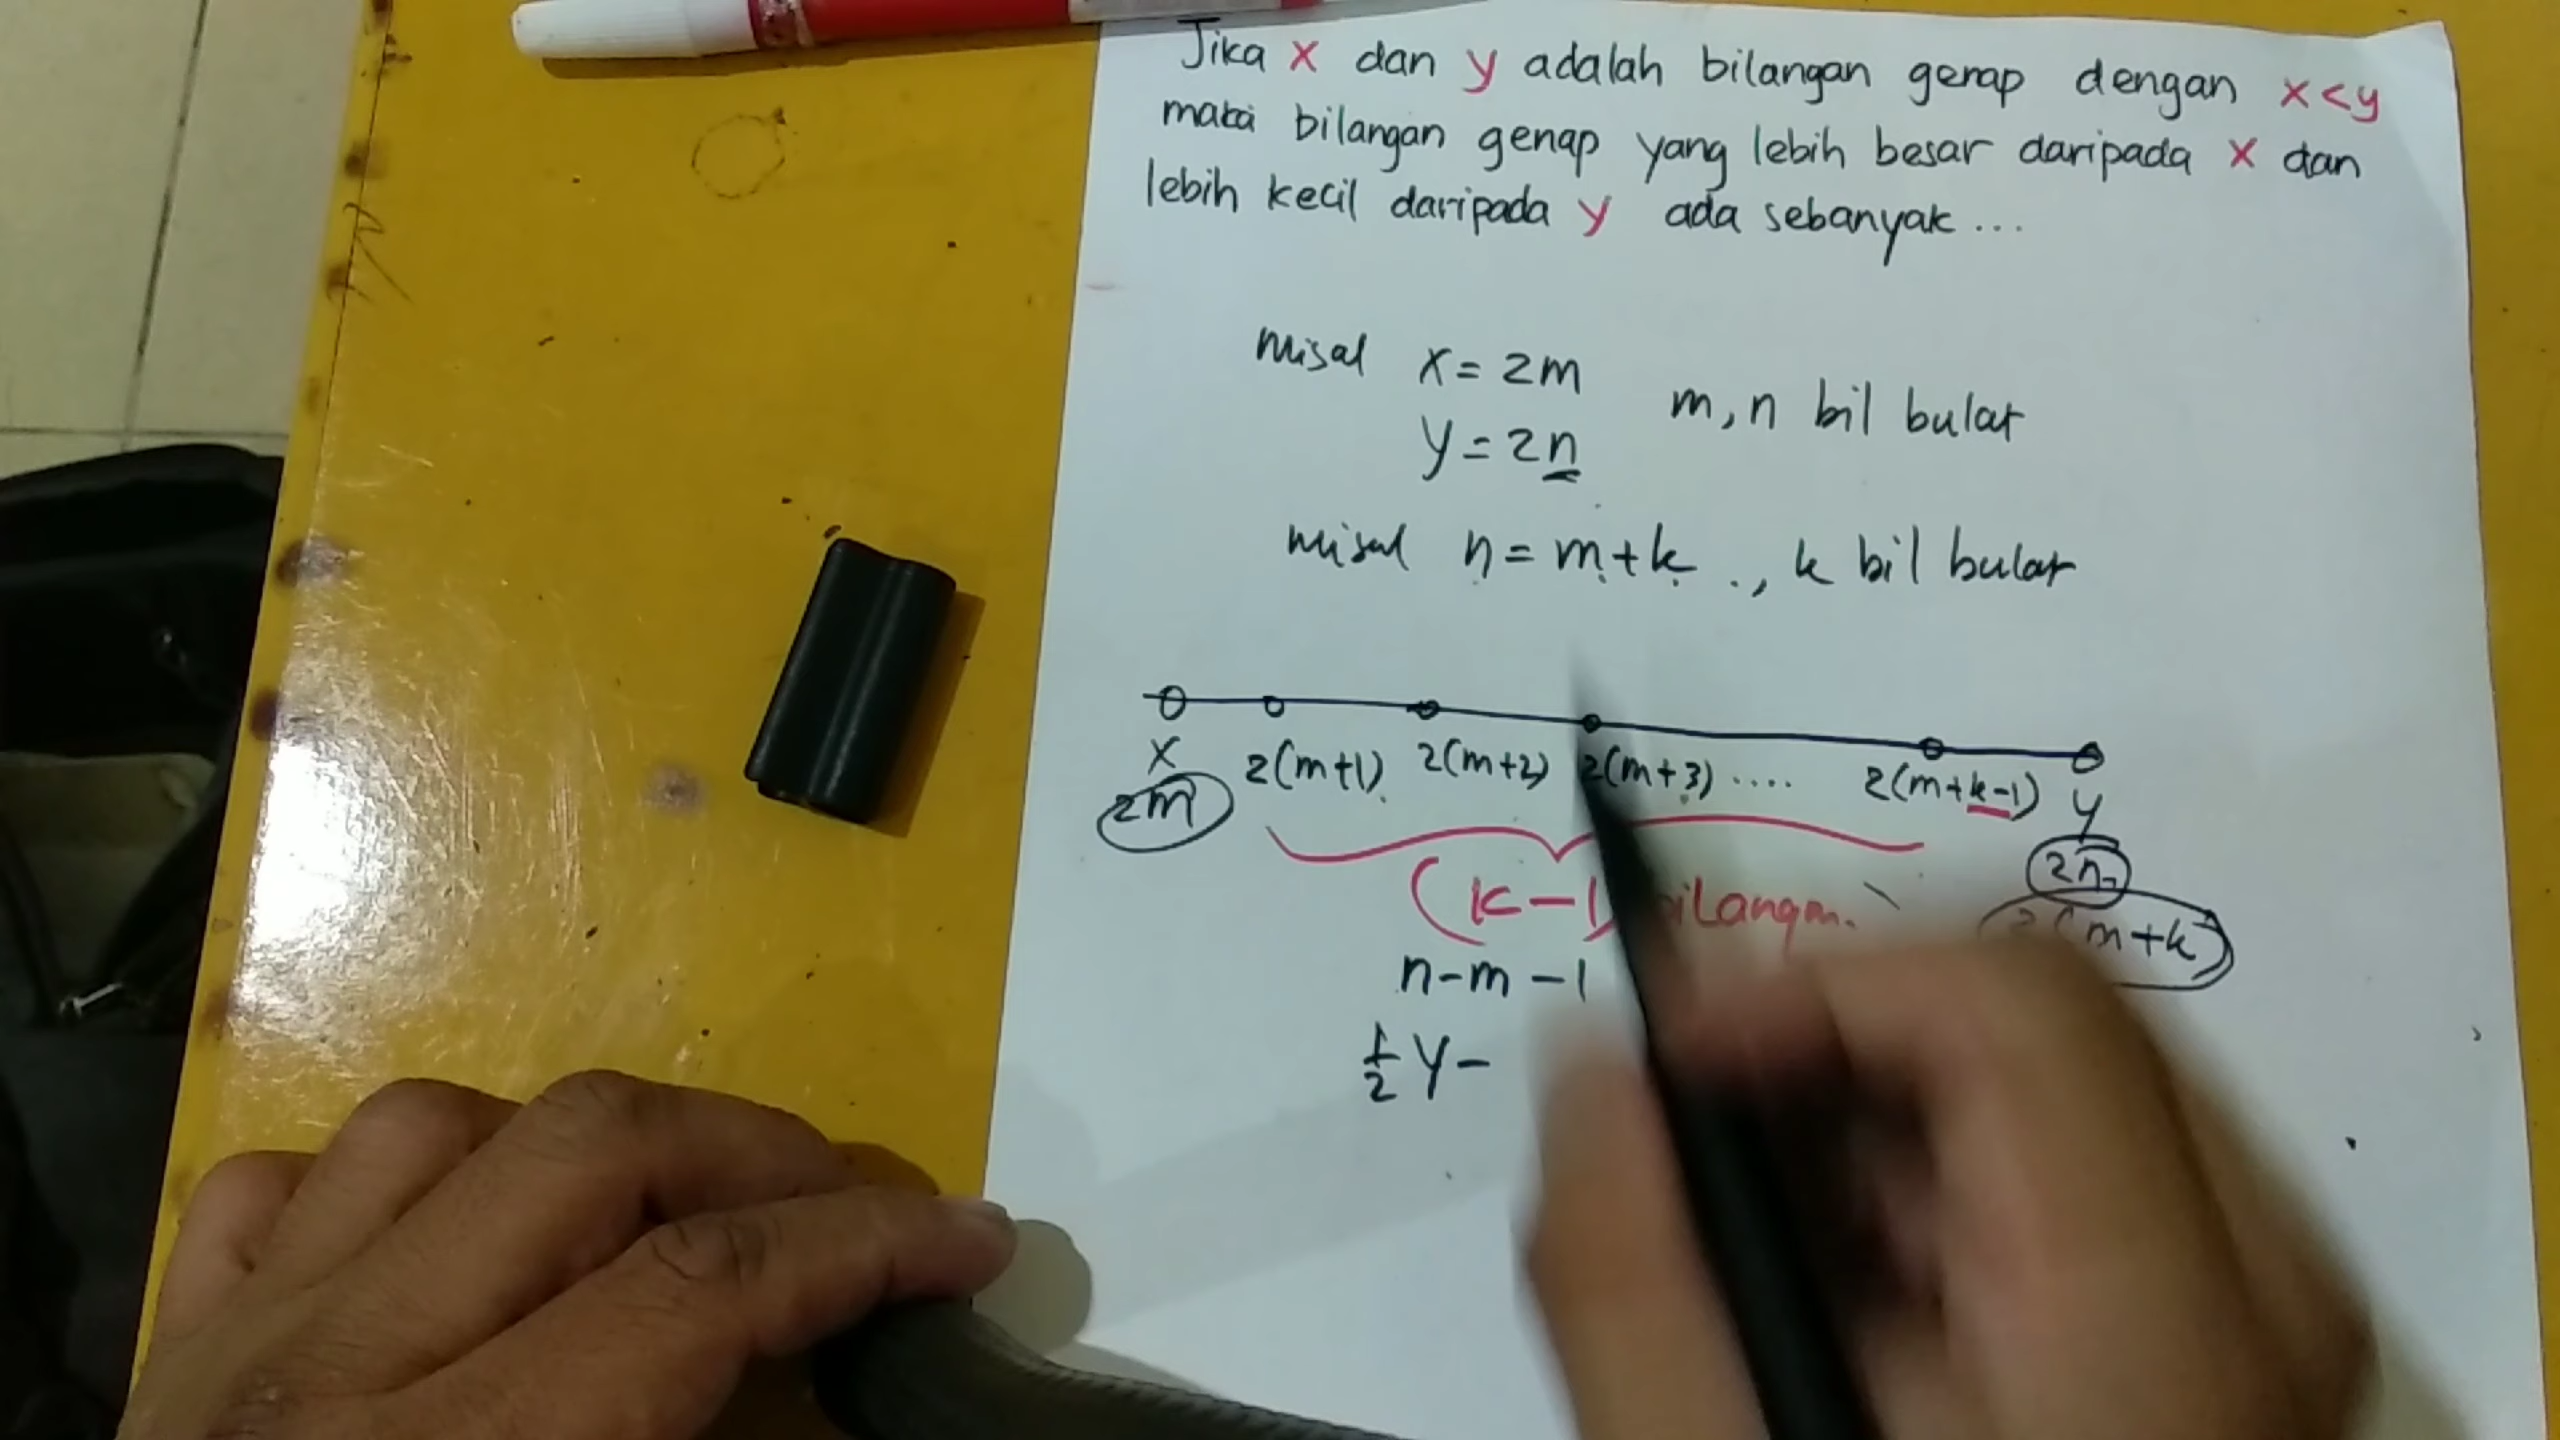 Jika x dan y adalah bilangan genap dengan x<y
maka bilangan genap yang lebih besar daripada x dan
lebih kecil daripada y ada sebanyak ...
misal x = 2m
y = 2n
m, n bil bulat
misal n = m+k , k bil bulat
x 2(m+1) 2(m+2) 2(m+3) .... 2(m+k-1) y
2m
2n
(k-1)
(m+k)
n-m-1
½ y -